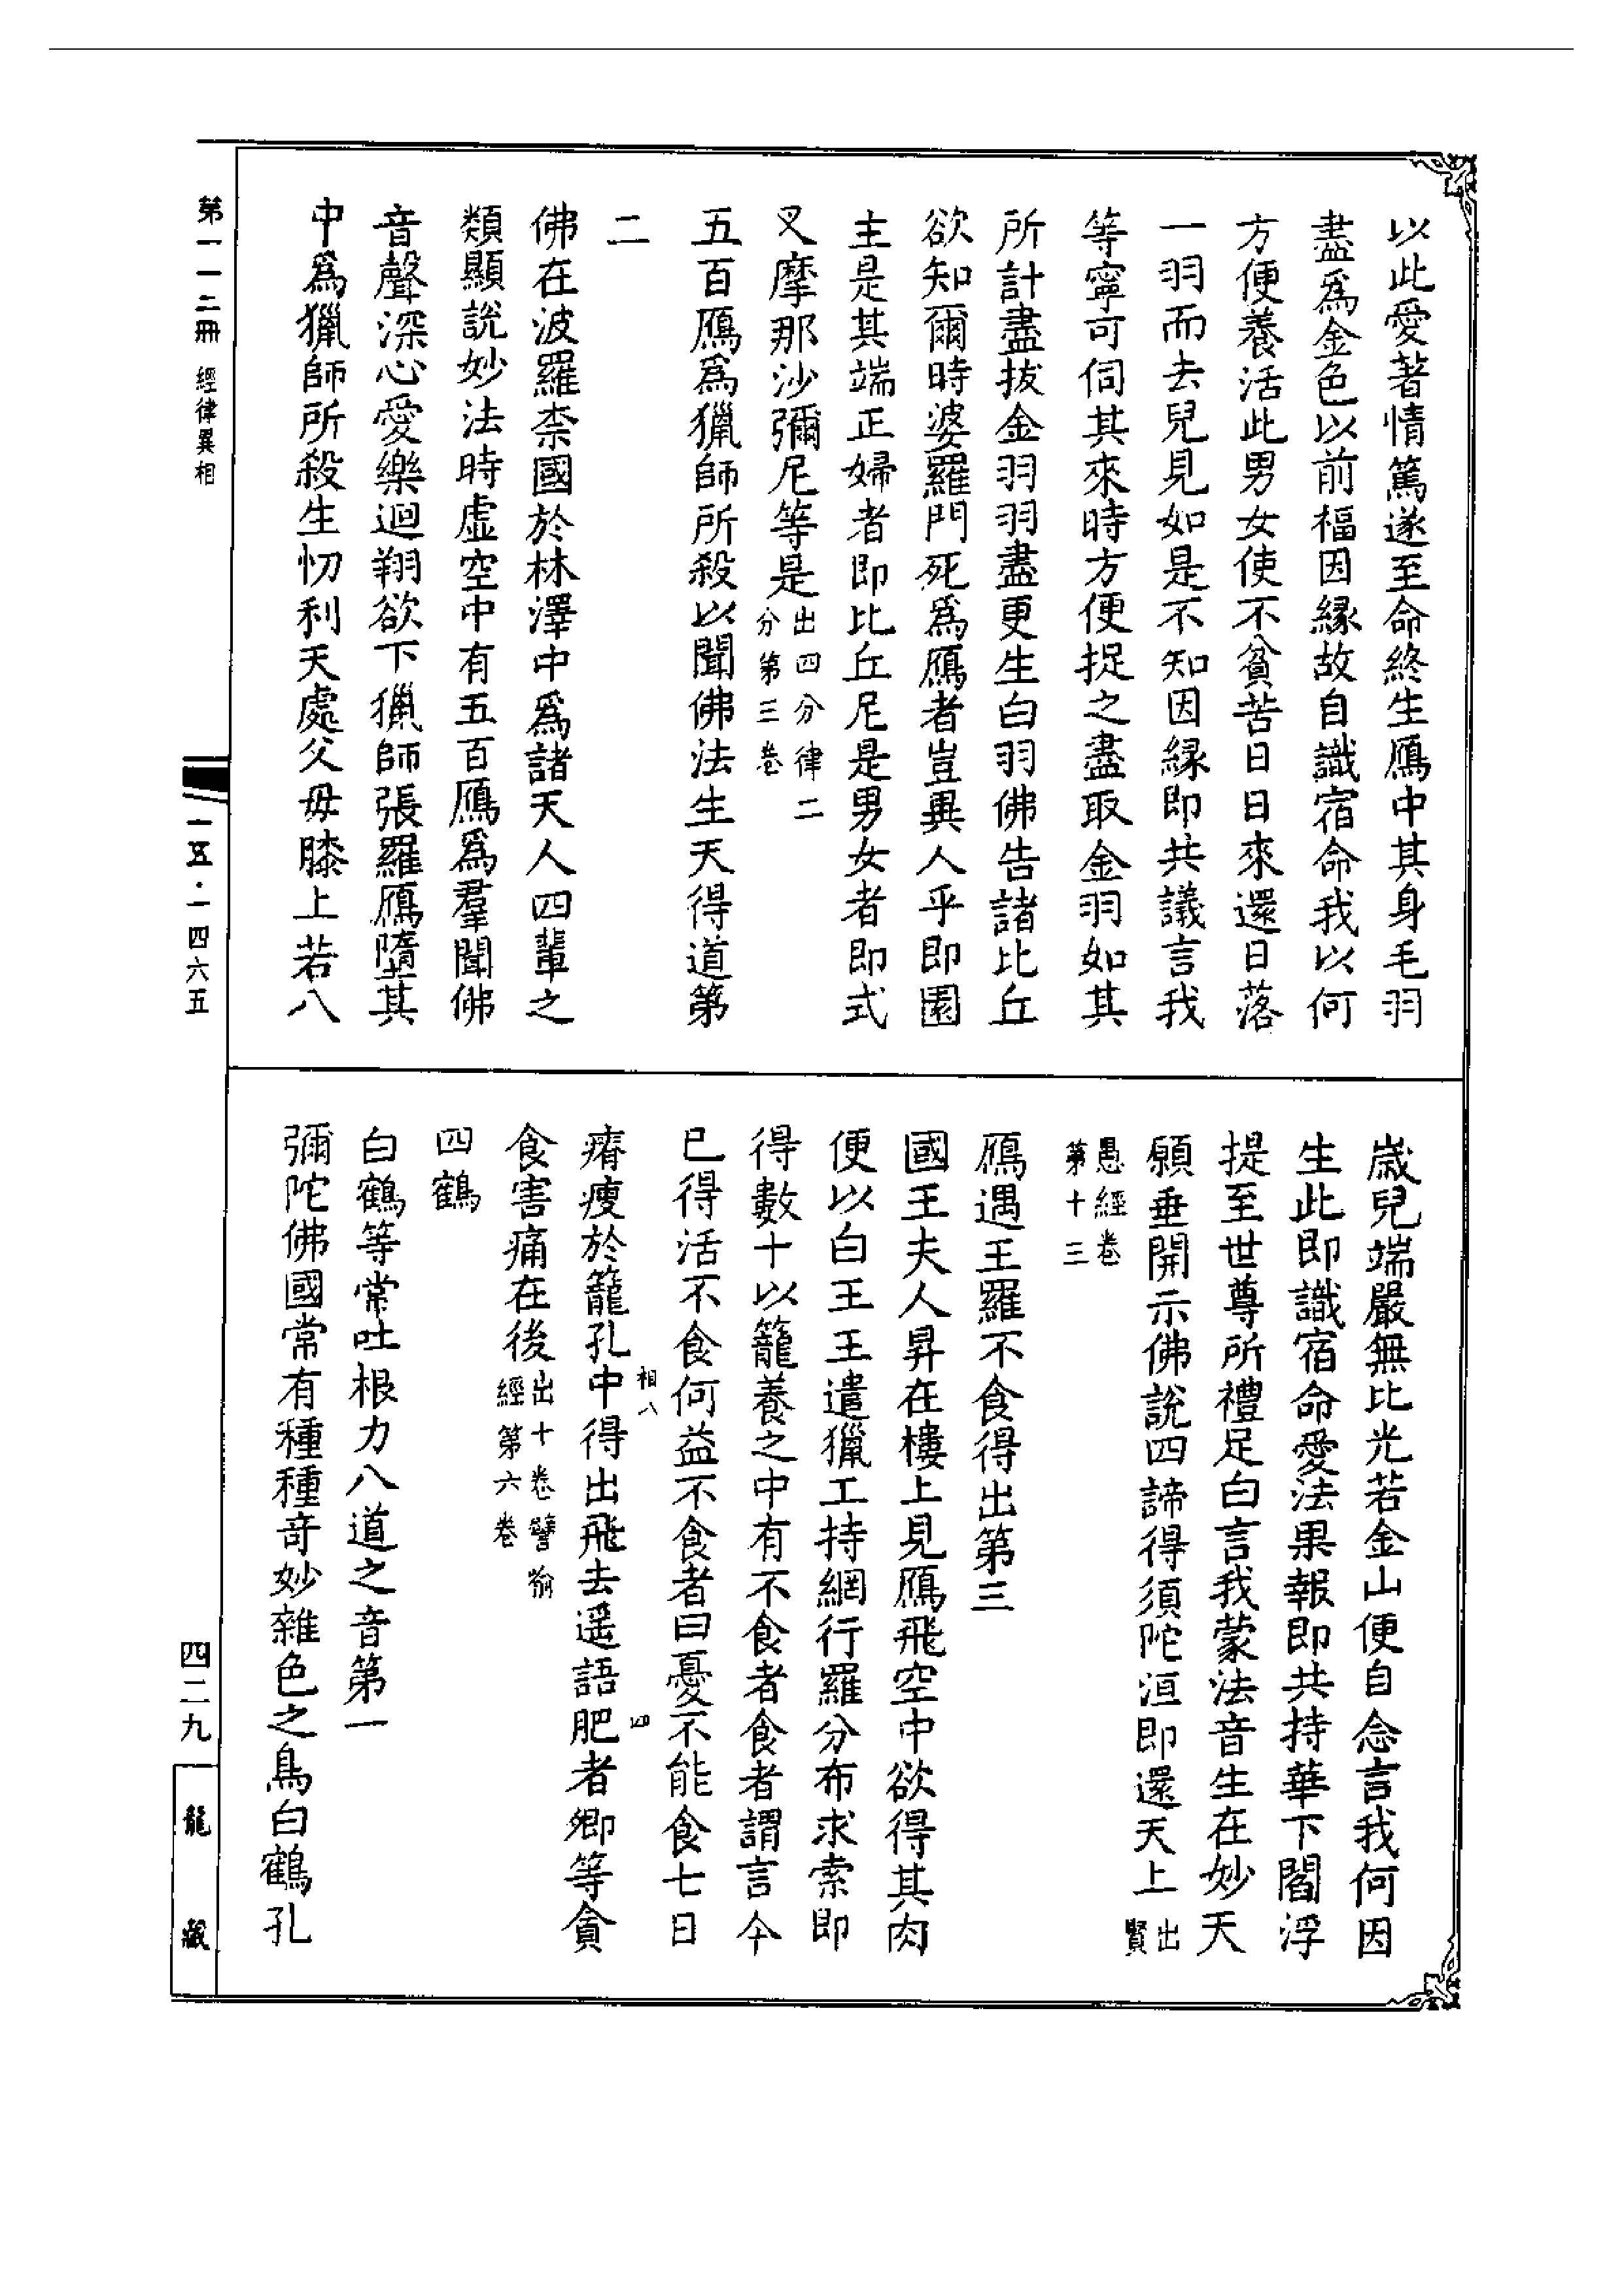 以此愛著情篤遂至命終生鴈中其身毛羽
盡爲金色以前福因緣故自識宿命我以何
方便養活此男女使不貧苦日日來還日落
一羽而去兒見如是不知因緣即共議言我
等寧可伺其來時方便捉之盡取金羽如其
所計盡拔金羽羽盡更生白羽佛告諸比丘
欲知爾時婆羅門死爲鴈者豈異人乎即園
主是其端正婦者即比丘尼是男女者即式
叉摩那沙彌尼等是出四分律二
分第三卷
五百鴈爲獵師所殺以聞佛法生天得道第
二
佛在波羅柰國於林澤中爲諸天人四輩之
類顯說妙法時虛空中有五百鴈爲羣聞佛
音聲深心愛樂迴翔欲下獵師張羅鴈墮其
中爲獵師所殺生忉利天處父母膝上若八
歲兒端嚴無比光若金山便自念言我何因
生此即識宿命愛法果報即共持華下閻浮
提至世尊所禮足白言我蒙法音生在妙天
願垂開示佛說四諦得須陀洹即還天上出
賢
愚經卷
第十三
鴈遇王羅不食得出第三
國王夫人昇在樓上見鴈飛空中欲得其肉
便以白王王遣獵工持網行羅分布求索即
得數十以籠養之中有不食者食者謂言今
已得活不食何益不食者曰憂不能食七日
瘠瘦於籠孔中得出飛去遥語肥者卿等貪
食害痛在後出十卷譬喻
經第六卷
相八
四
四鶴
白鶴等常吐根力八道之音第一
彌陀佛國常有種種奇妙雜色之鳥白鶴孔
第一一二冊 經律異相
一五·一四六五
四二九
龍藏